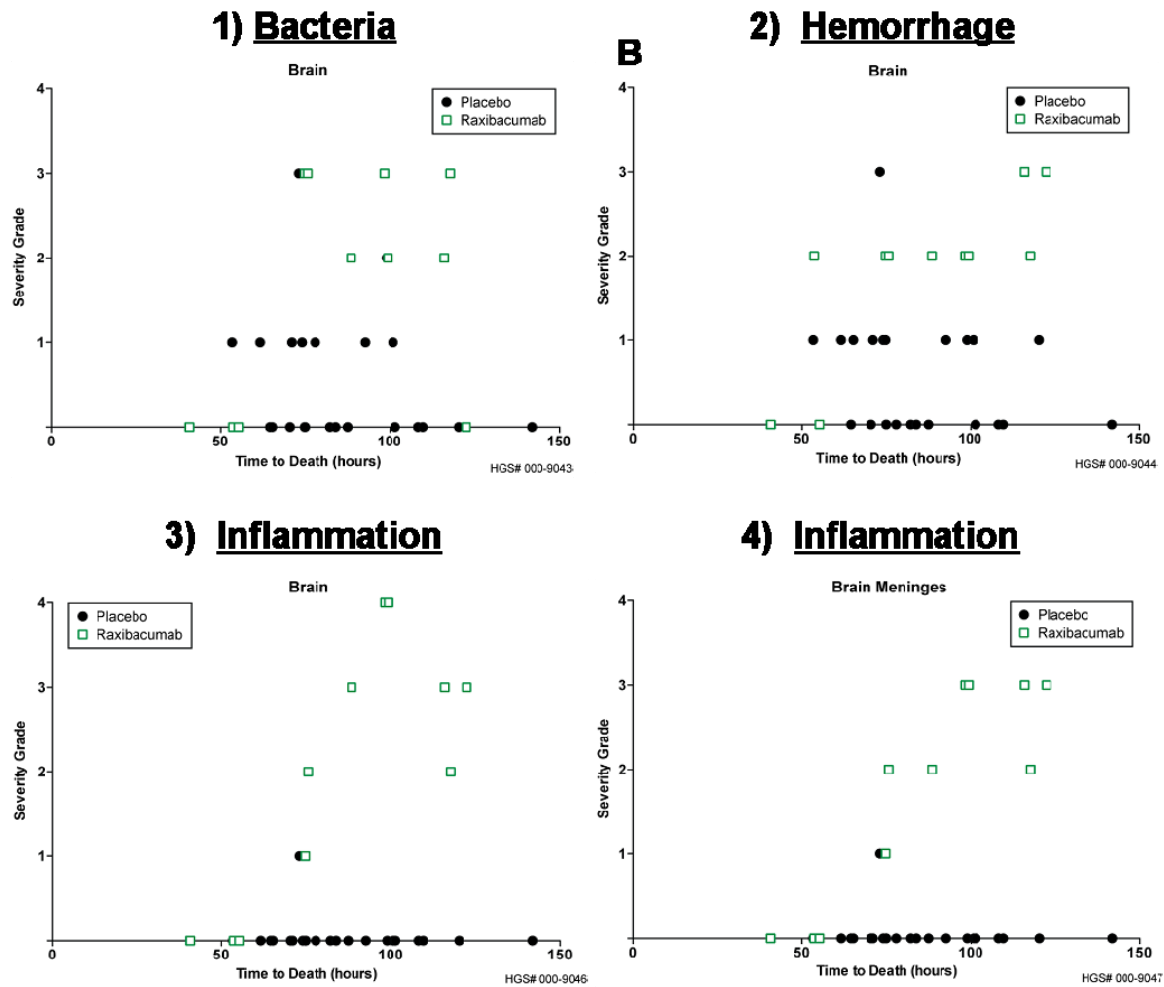 1) Bacteria
Brain
4
3
2
1
Severity Grade
Placebo
Raxibacumab
0
50
100
150
Time to Death (hours)
HGS# 000-9043
B
2) Hemorrhage
Brain
4
3
2
1
0
Severity Grade
Placebo
Raxibacumab
0
50
100
150
Time to Death (hours)
HGS# 000-9044
3) Inflammation
Brain
4
3
2
1
Severity Grade
Placebo
Raxibacumab
0
50
100
150
Time to Death (hours)
HGS# 000-9046
4) Inflammation
Brain Meninges
4
3
2
1
0
Severity Grade
Placebc
Raxibacumab
0
50
100
150
Time to Death (hours)
HGS# 000-9047